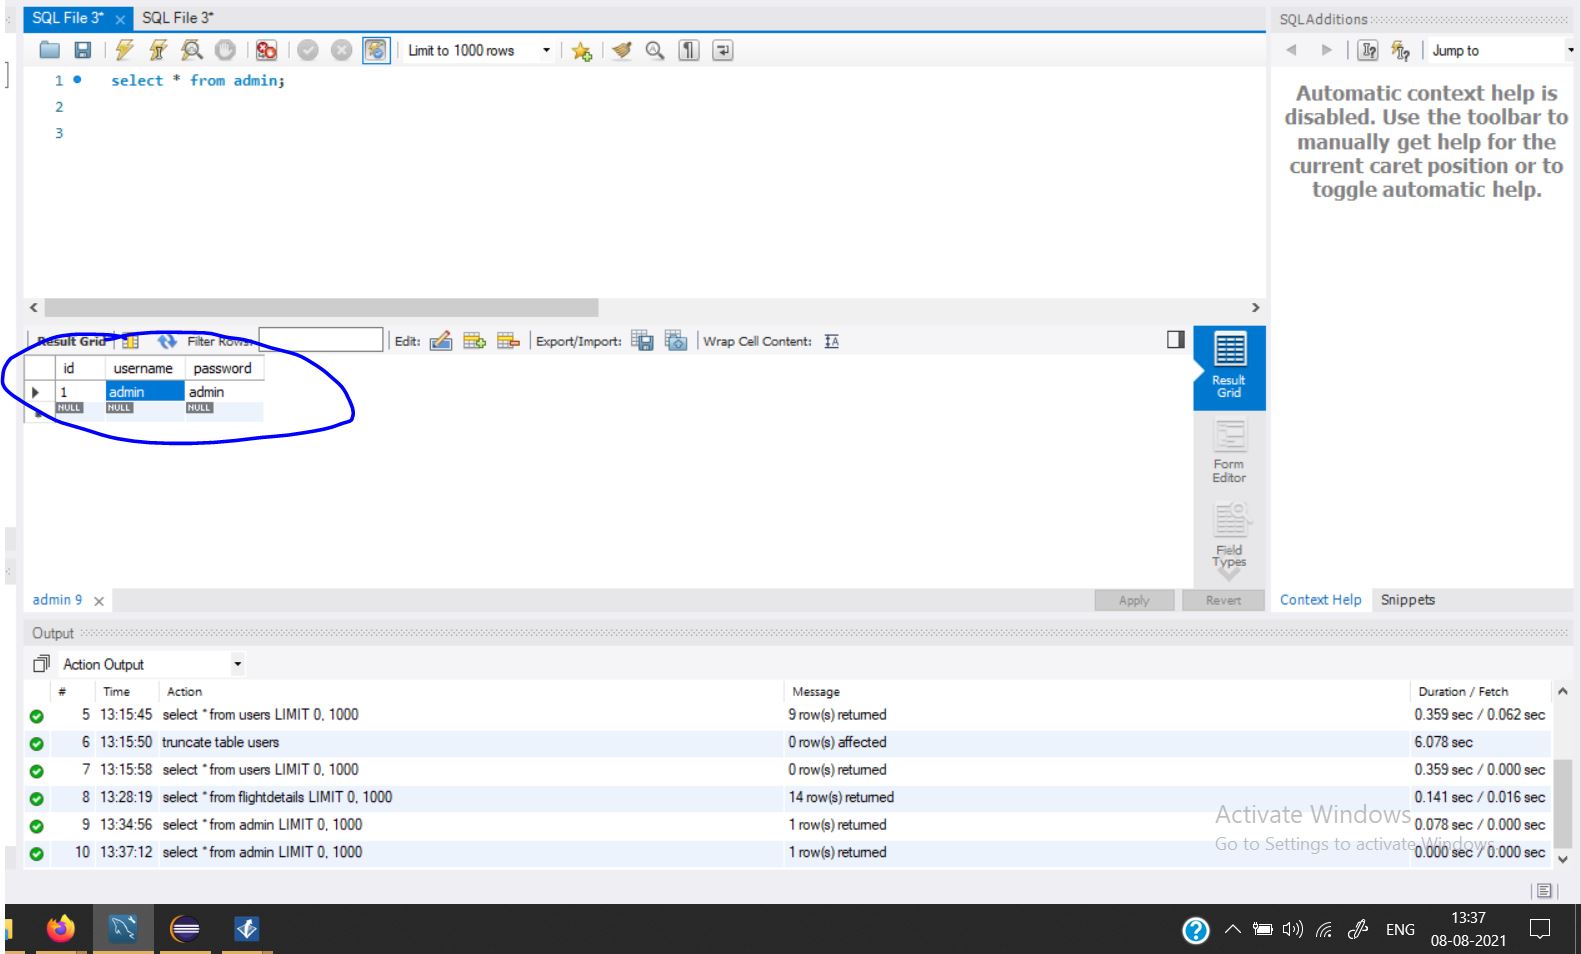 SQL File 3* SQL File 3*
Limit to 1000 rows
1 select * from admin;
2
3
SQLAdditions
Jump to
Automatic context help is
disabled. Use the toolbar to
manually get help for the
current caret position or to
toggle automatic help.
Result Grid Filter Rows: Edit: Export/Import: Wrap Cell Content:
id username password
1 admin admin
NULL NULL NULL
Result
Grid
Form
Editor
Field
Types
admin 9
Apply Revert
Context Help Snippets
Output
Action Output
# Time Action Message Duration / Fetch
5 13:15:45 select * from users LIMIT 0, 1000 9 row(s) returned 0.359 sec / 0.062 sec
6 13:15:50 truncate table users 0 row(s) affected 6.078 sec
7 13:15:58 select * from users LIMIT 0, 1000 0 row(s) returned 0.359 sec / 0.000 sec
8 13:28:19 select * from flightdetails LIMIT 0, 1000 14 row(s) returned 0.141 sec / 0.016 sec
9 13:34:56 select * from admin LIMIT 0, 1000 1 row(s) returned 0.078 sec / 0.000 sec
10 13:37:12 select * from admin LIMIT 0, 1000 1 row(s) returned 0.000 sec / 0.000 sec
Activate Windows
Go to Settings to activate Windows.
ENG
13:37
08-08-2021